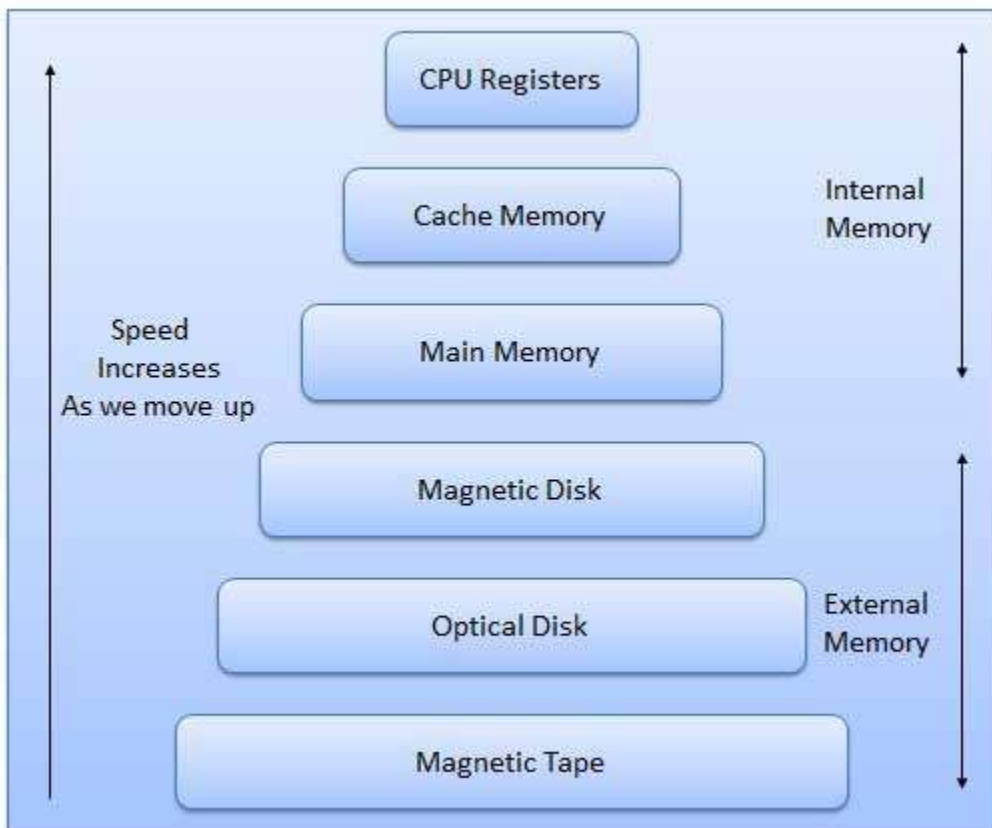 CPU Registers
Cache Memory
Internal
Memory
Main Memory
Speed
Increases
As we move up
Magnetic Disk
Optical Disk
External
Memory
Magnetic Tape